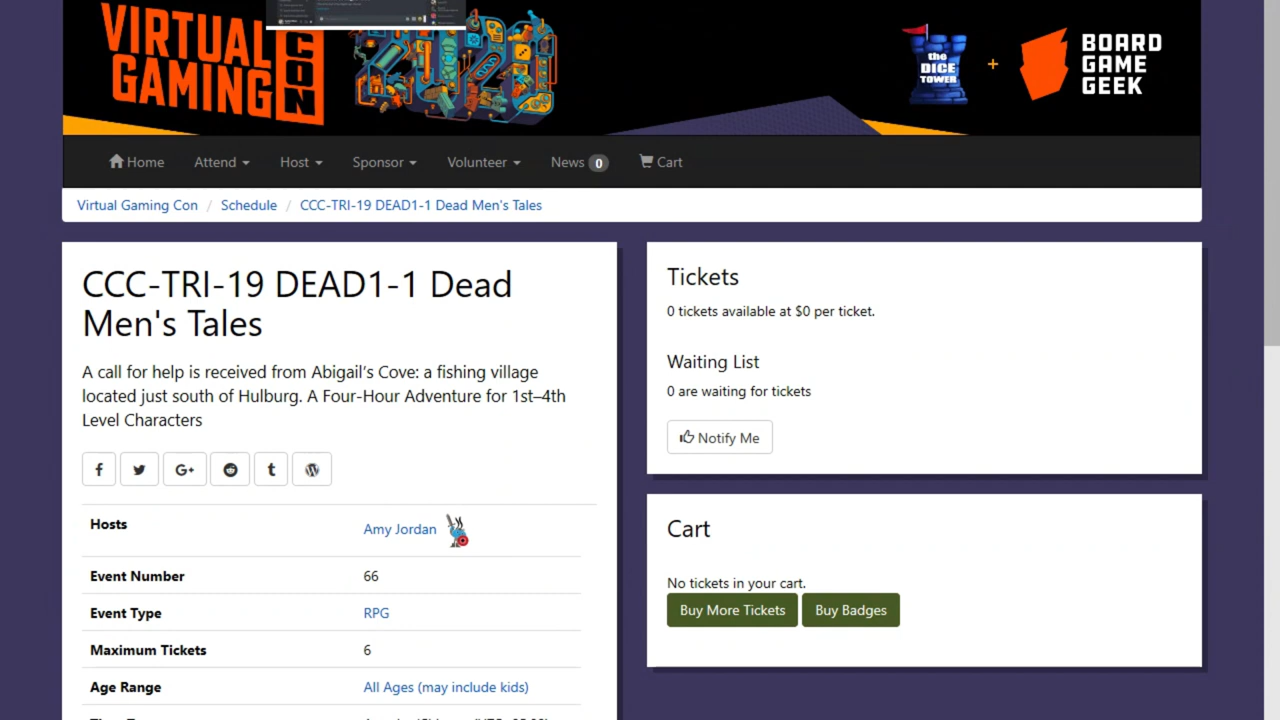 VIRTUAL
GAMING
CON
2020
the
DICE
TOWER
+
BOARD
GAME
GEEK
Home
Attend
Host
Sponsor
Volunteer
News 0
Cart
Virtual Gaming Con / Schedule / CCC-TRI-19 DEAD1-1 Dead Men's Tales
CCC-TRI-19 DEAD1-1 Dead
Men's Tales
A call for help is received from Abigail’s Cove: a fishing village
located just south of Hulburg. A Four-Hour Adventure for 1st–4th
Level Characters
Hosts Amy Jordan
Event Number 66
Event Type RPG
Maximum Tickets 6
Age Range All Ages (may include kids)
Tickets
0 tickets available at $0 per ticket.
Waiting List
0 are waiting for tickets
Notify Me
Cart
No tickets in your cart.
Buy More Tickets
Buy Badges